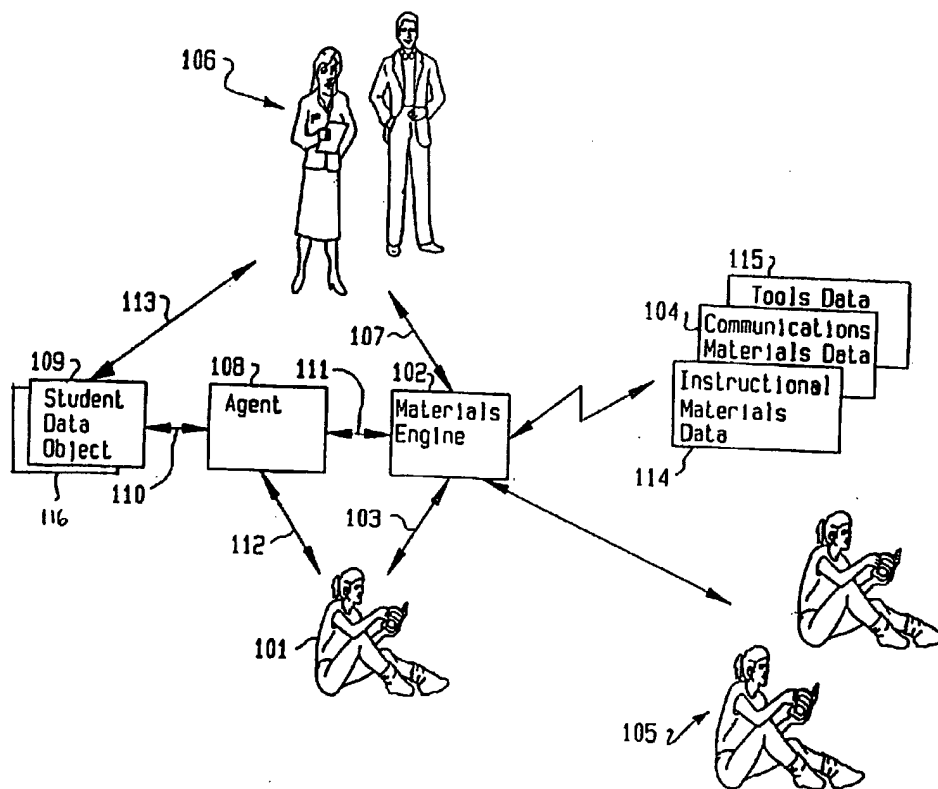 106
115
Tools Data
113
104
Communications
Materials Data
107
109
108
111
102
Student
Data
Object
Agent
Materials
Engine
Instructional
Materials
Data
116
110
114
112
103
101
105